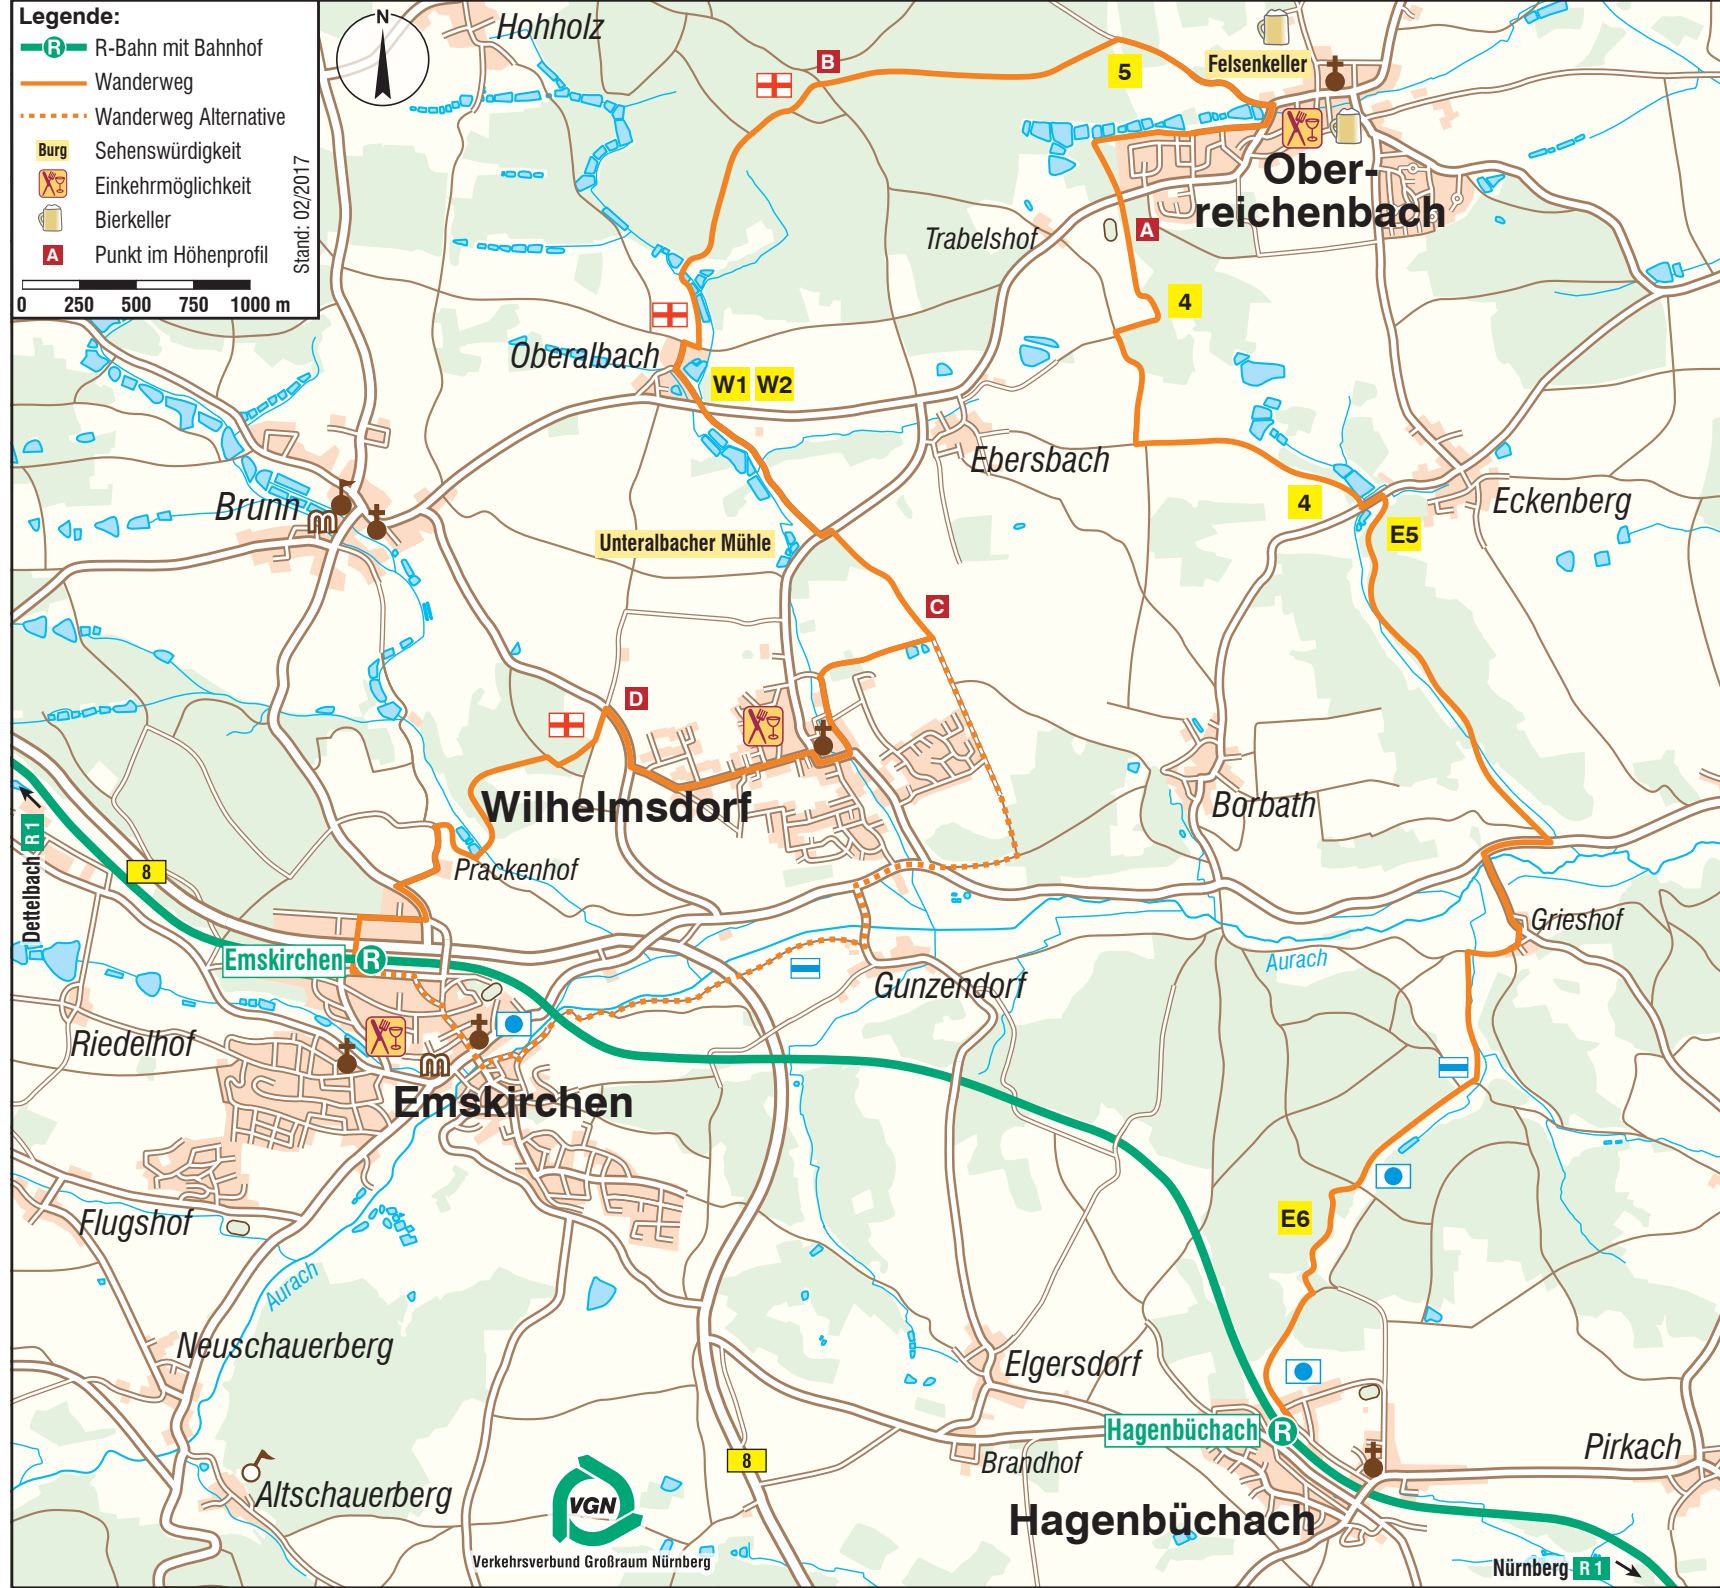 Legende:
R
R-Bahn mit Bahnhof
Wanderweg
Wanderweg Alternative
Burg
Sehenswürdigkeit
Einkehrmöglichkeit
Bierkeller
A
Punkt im Höhenprofil
0 250 500 750 1000 m
Stand: 02/2017
N
Hohholz
B
5
Felsenkeller
Ober-
reichenbach
Trabelshof
A
4
Oberalbach
W1 W2
Ebersbach
Brunn
4
Eckenberg
E5
Unteralbacher Mühle
C
D
Wilhelmsdorf
Borbath
Prackenhof
Dettelbach R 1
8
Grieshof
Emskirchen R
Aurach
Gunzendorf
Riedelhof
Emskirchen
Flugshof
E6
Aurach
Neuschauerberg
Elgersdorf
Hagenbüchach R
Brandhof
Pirkach
8
Altschauerberg
VGN
Hagenbüchach
Verkehrsverbund Großraum Nürnberg
Nürnberg R 1